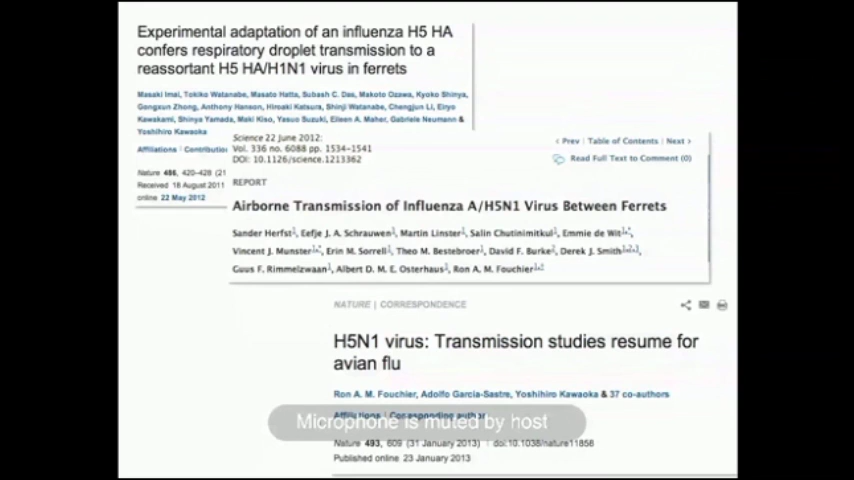 Experimental adaptation of an influenza H5 HA
confers respiratory droplet transmission to a
reassortant H5 HA/H1N1 virus in ferrets
Masaki Imai, Tokiko Watanabe, Masato Hatta, Subash C. Das, Makoto Ozawa, Kyoko Shinya,
Gongxun Zhong, Anthony Hanson, Hiroaki Katsura, Shinji Watanabe, Chengjun Li, Eiryo
Kawakami, Shinya Yamada, Maki Kiso, Yasuo Suzuki, Eileen A. Maher, Gabriele Neumann &
Yoshihiro Kawaoka
Affiliations | Contributio
Nature 486, 420–428 (21
Received 18 August 2011
online 22 May 2012
Science 22 June 2012:
Vol. 336 no. 6088 pp. 1534-1541
DOI: 10.1126/science.1213362
‹ Prev | Table of Contents | Next ›
Read Full Text to Comment (0)
REPORT
Airborne Transmission of Influenza A/H5N1 Virus Between Ferrets
Sander Herfst, Eefje J. A. Schrauwen, Martin Linster, Salin Chutinimitkul, Emmie de Wit,
Vincent J. Munster, Erin M. Sorrell, Theo M. Bestebroer, David F. Burke, Derek J. Smith,
Guus F. Rimmelzwaan, Albert D. M. E. Osterhaus, Ron A. M. Fouchier
NATURE | CORRESPONDENCE
H5N1 virus: Transmission studies resume for
avian flu
Ron A. M. Fouchier, Adolfo García-Sastre, Yoshihiro Kawaoka & 37 co-authors
Affiliations | Corresponding author
Microphone is muted by host
Nature 493, 609 (31 January 2013) | doi:10.1038/nature11858
Published online 23 January 2013